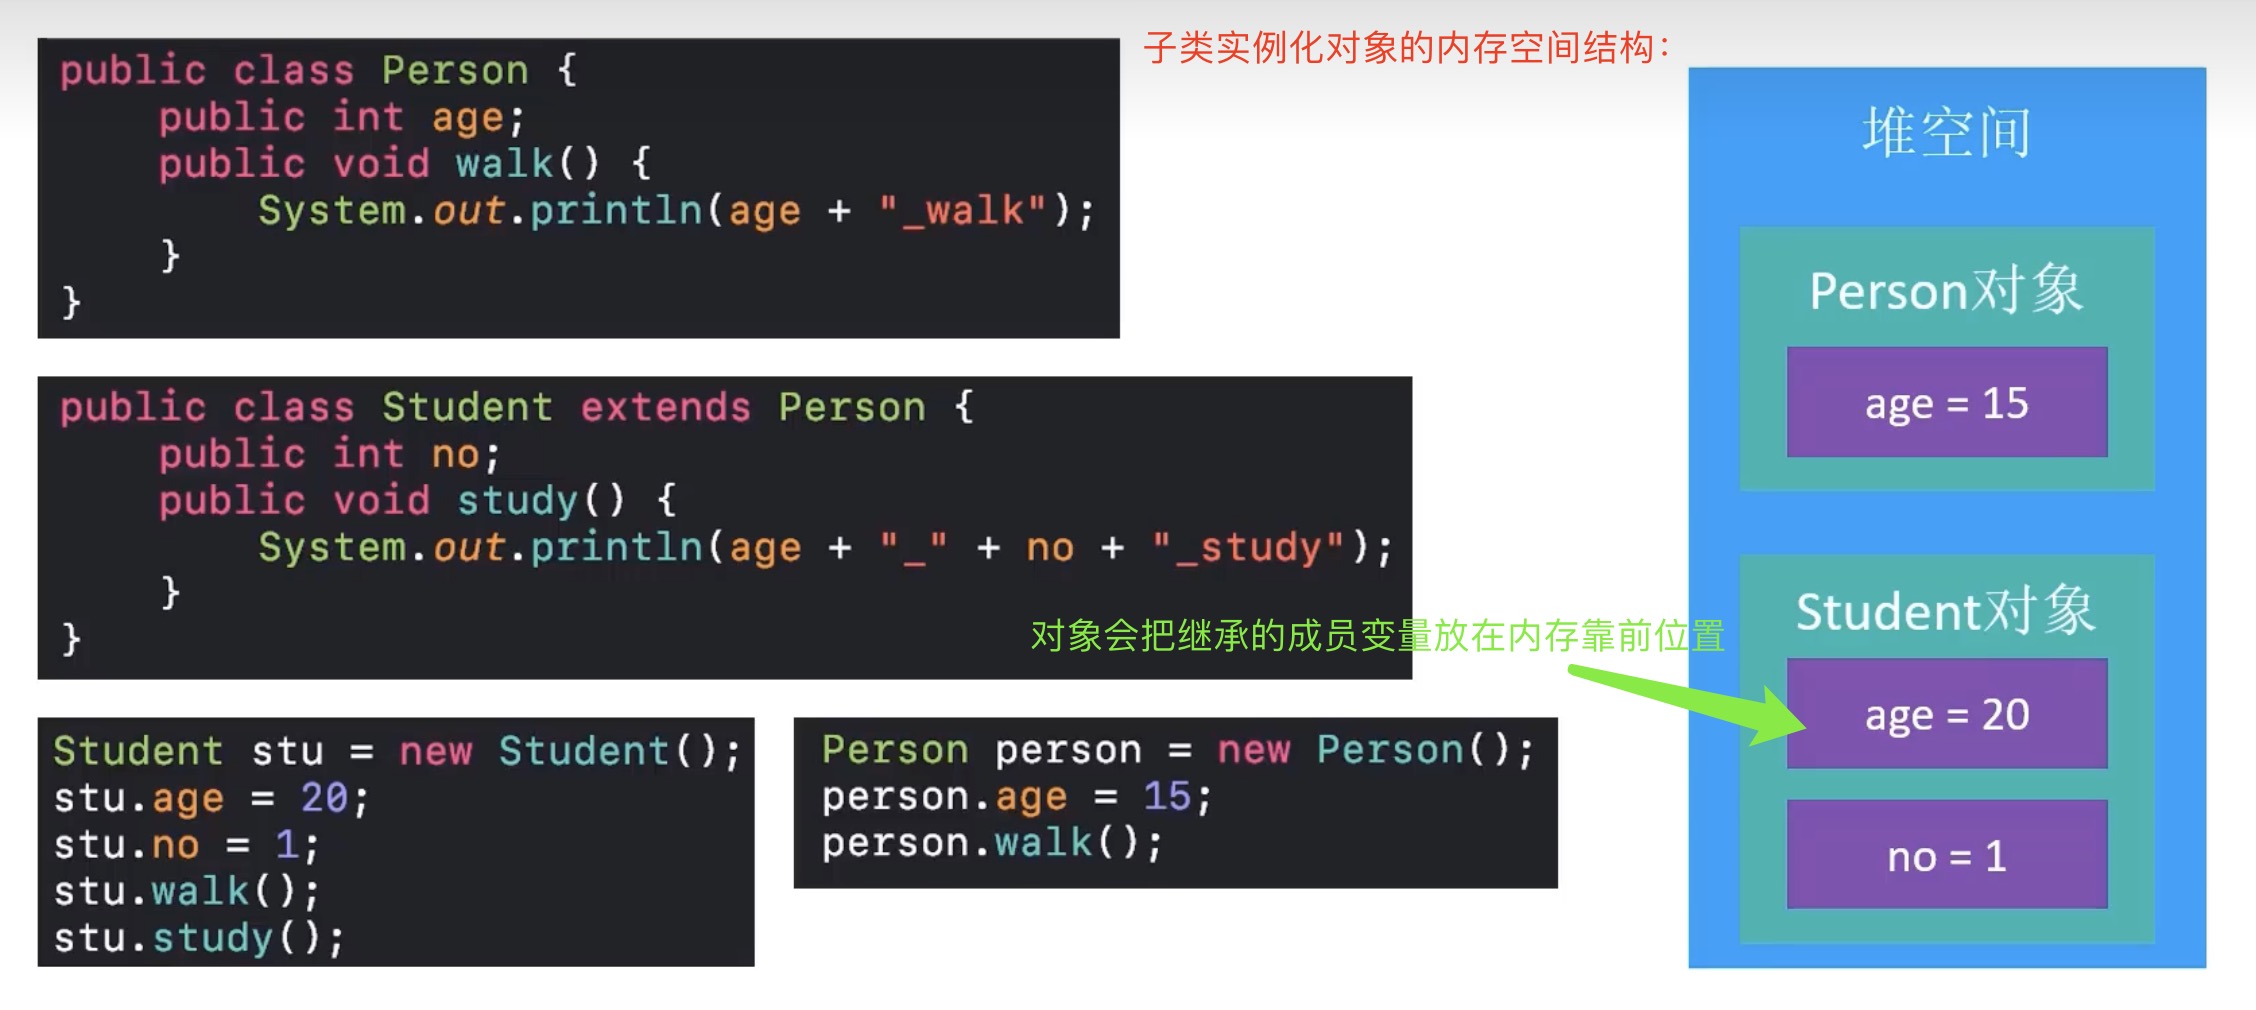 子类实例化对象的内存空间结构：
public class Person {
    public int age;
    public void walk() {
        System.out.println(age + "_walk");
    }
}
public class Student extends Person {
    public int no;
    public void study() {
        System.out.println(age + "_" + no + "_study");
    }
}
对象会把继承的成员变量放在内存靠前位置
Student stu = new Student();
stu.age = 20;
stu.no = 1;
stu.walk();
stu.study();
Person person = new Person();
person.age = 15;
person.walk();
堆空间
Person对象
age = 15
Student对象
age = 20
no = 1